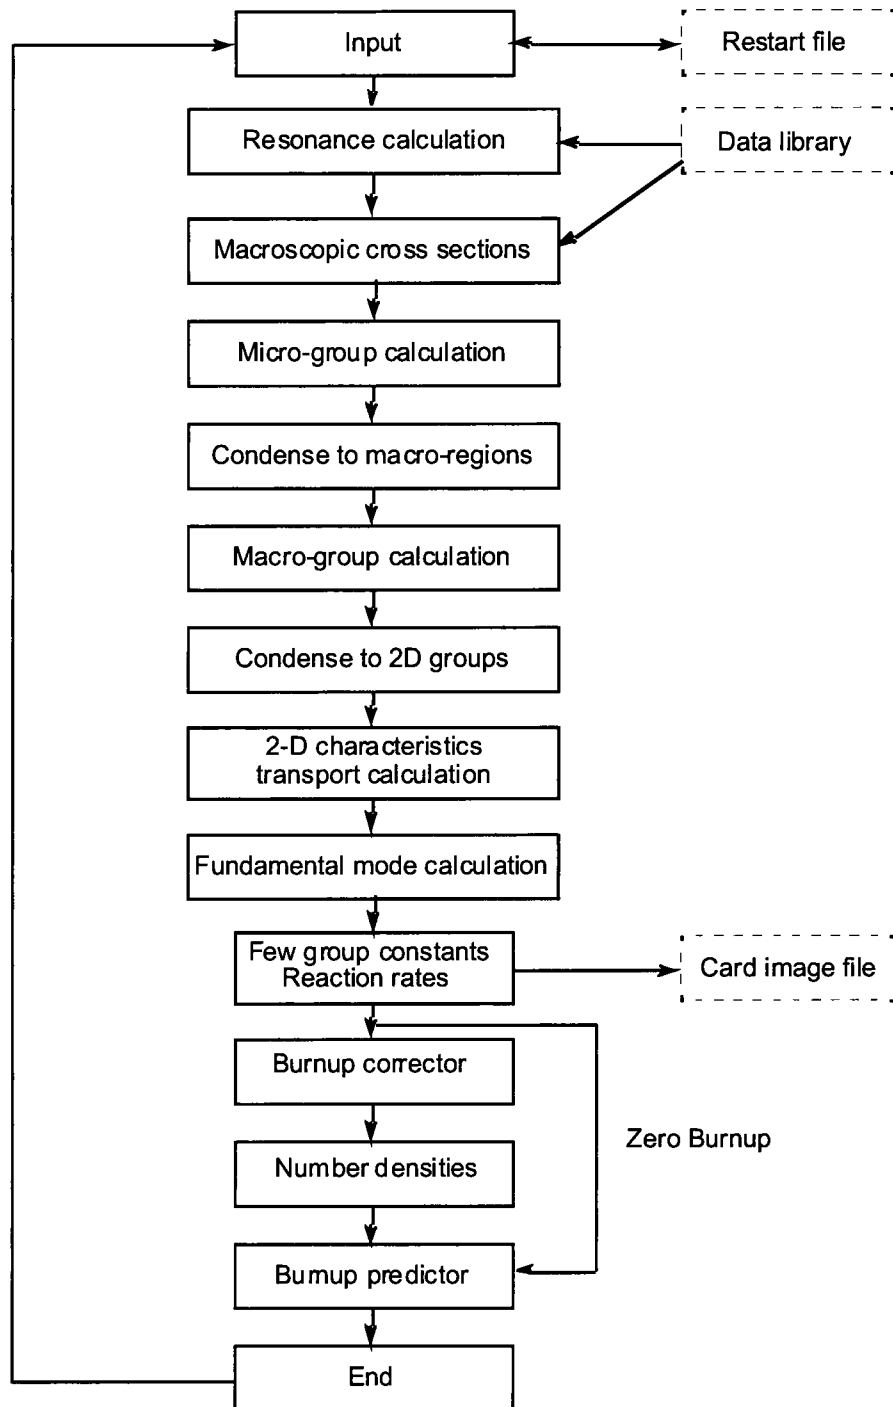 Input
Restart file
Resonance calculation
Data library
Macroscopic cross sections
Micro-group calculation
Condense to macro-regions
Macro-group calculation
Condense to 2D groups
2-D characteristics
transport calculation
Fundamental mode calculation
Few group constants
Reaction rates
Card image file
Burnup corrector
Zero Burnup
Number densities
Burnup predictor
End